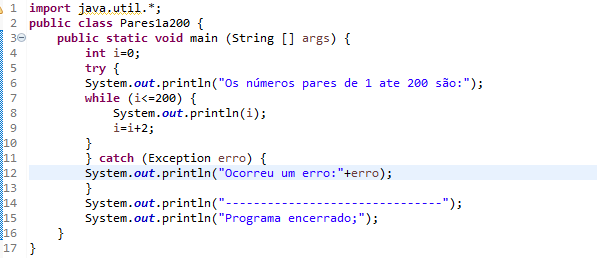 1 import java.util.*;
2 public class Pares1a200 {
3 public static void main (String [] args) {
4 int i=0;
5 try {
6 System.out.println("Os números pares de 1 ate 200 são:");
7 while (i<=200) {
8 System.out.println(i);
9 i=i+2;
10 }
11 } catch (Exception erro) {
12 System.out.println("Ocorreu um erro:"+erro);
13 }
14 System.out.println("-------------------------------");
15 System.out.println("Programa encerrado;");
16 }
17 }